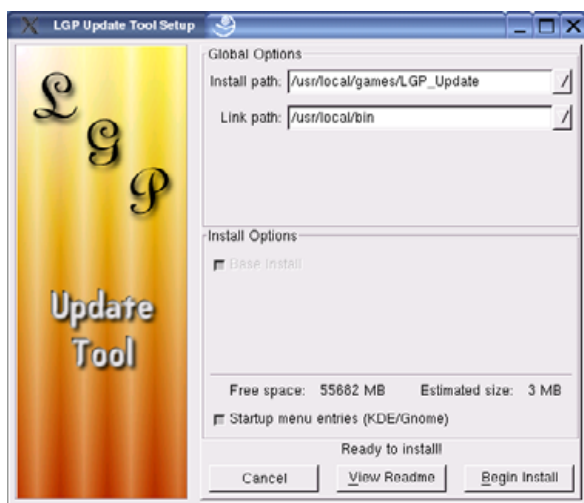 LGP Update Tool Setup
L
G
P
Update
Tool
Global Options
Install path: /usr/local/games/LGP_Update /
Link path: /usr/local/bin /
Install Options
Base Install
Free space: 55682 MB Estimated size: 3 MB
Startup menu entries (KDE/Gnome)
Ready to install!
Cancel View Readme Begin Install